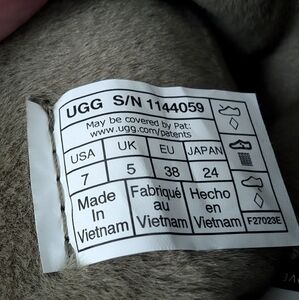 UGG S/N 1144059
May be covered by Pat:
www.ugg.com/patents
USA UK EU JAPAN
7 5 38 24
Made In Vietnam
Fabriqué au Vietnam
Hecho en Vietnam
F27023E